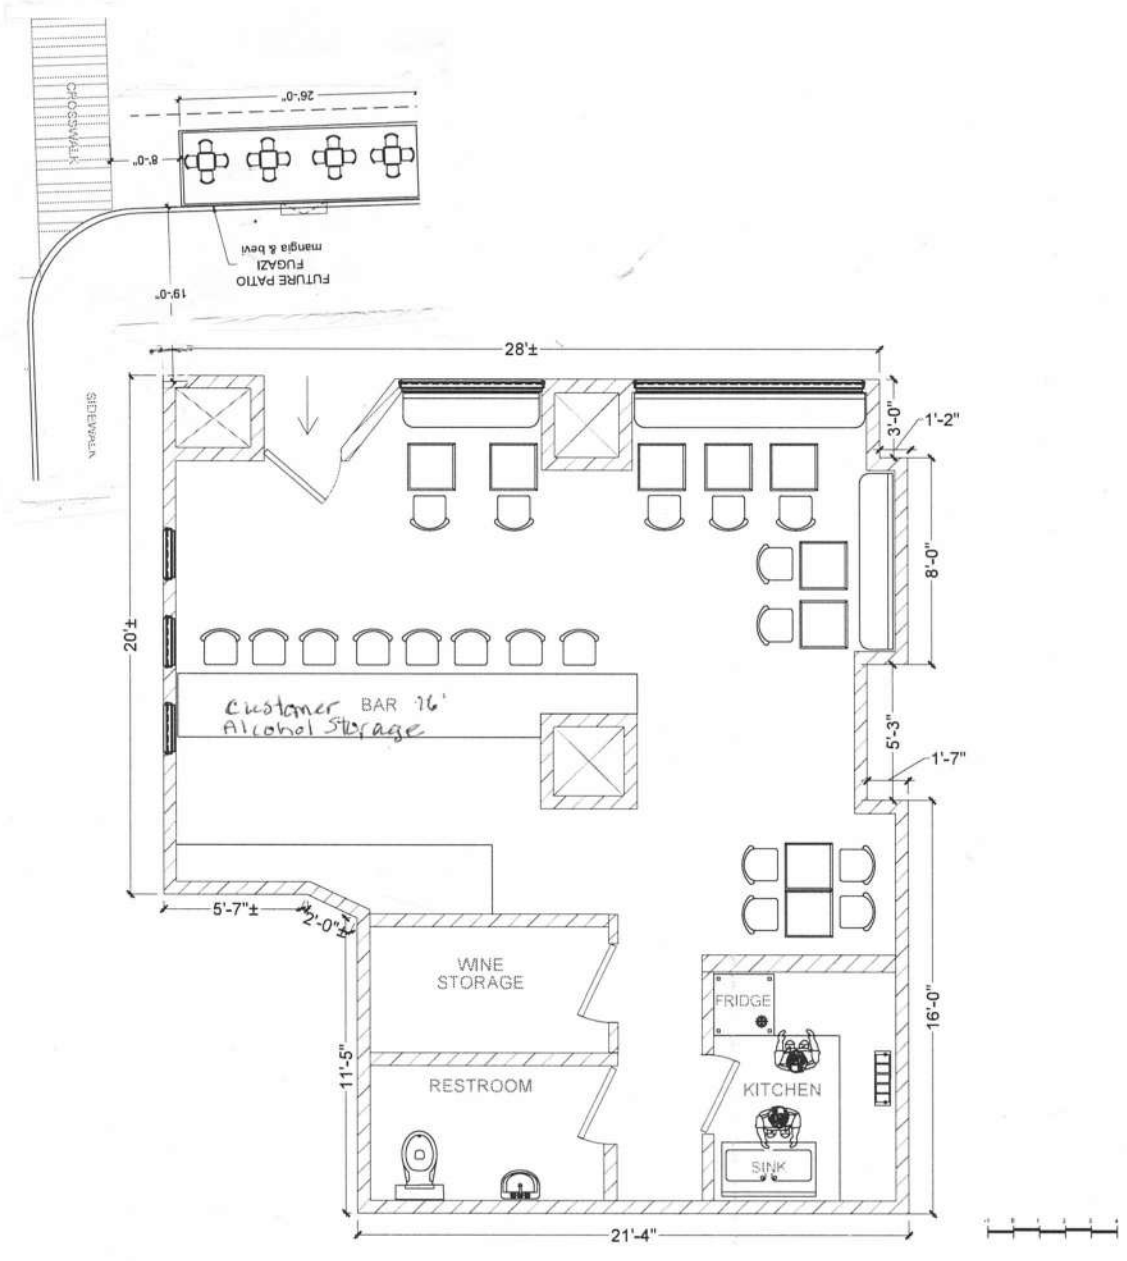 CROSSWALK
26'-0"
8'-0"
mangia & bevi
FUGAZI
FUTURE PATIO
19'-0"
SIDEWALK
28'±
3'-0"
1'-2"
8'-0"
20'±
Customer BAR 16'
Alcohol Storage
5'-3"
1'-7"
5'-7"±
2'-0"±
WINE
STORAGE
FRIDGE
16'-0"
11'-5"
RESTROOM
KITCHEN
SINK
21'-4"